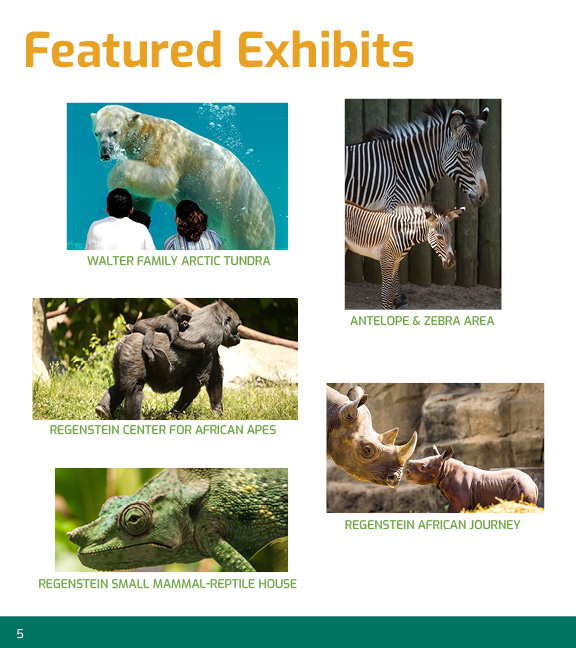 Featured Exhibits
WALTER FAMILY ARCTIC TUNDRA
ANTELOPE & ZEBRA AREA
REGENSTEIN CENTER FOR AFRICAN APES
REGENSTEIN AFRICAN JOURNEY
REGENSTEIN SMALL MAMMAL-REPTILE HOUSE
5